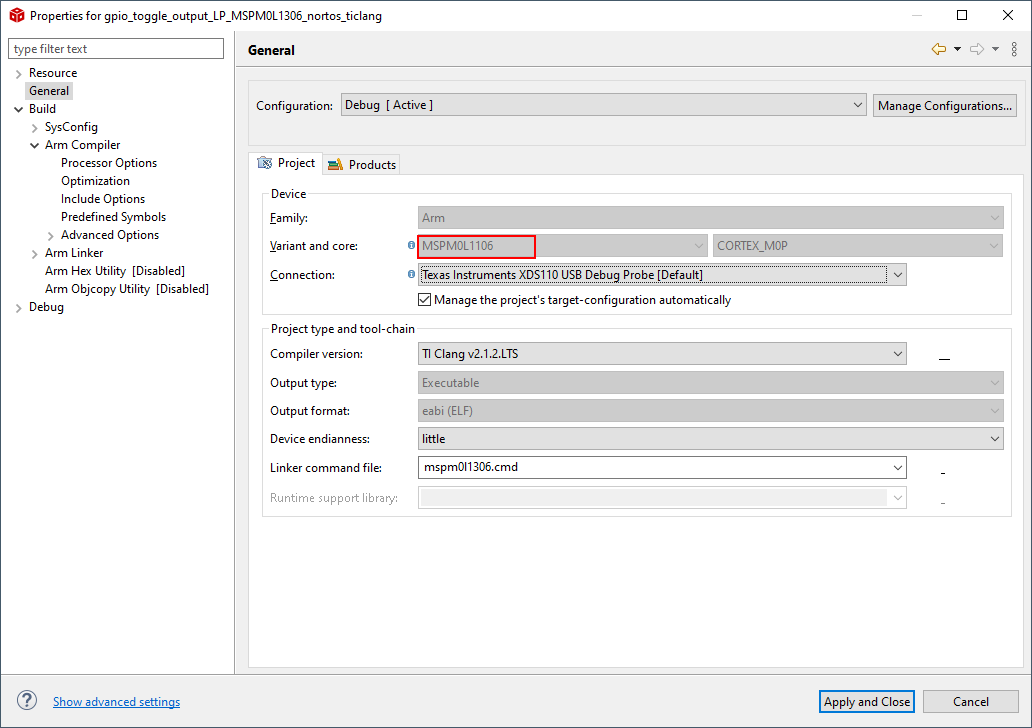 Properties for gpio_toggle_output_LP_MSPM0L1306_nortos_ticlang
type filter text
Resource
General
Build
SysConfig
Arm Compiler
Processor Options
Optimization
Include Options
Predefined Symbols
Advanced Options
Arm Linker
Arm Hex Utility [Disabled]
Arm Objcopy Utility [Disabled]
Debug
General
Configuration: Debug [ Active ] Manage Configurations...
Project Products
Device
Family: Arm
Variant and core: MSPM0L1106 CORTEX_M0P
Connection: Texas Instruments XDS110 USB Debug Probe [Default]
Manage the project's target-configuration automatically
Project type and tool-chain
Compiler version: TI Clang v2.1.2.LTS
Output type: Executable
Output format: eabi (ELF)
Device endianness: little
Linker command file: mspm0l1306.cmd
Runtime support library:
? Show advanced settings
Apply and Close Cancel